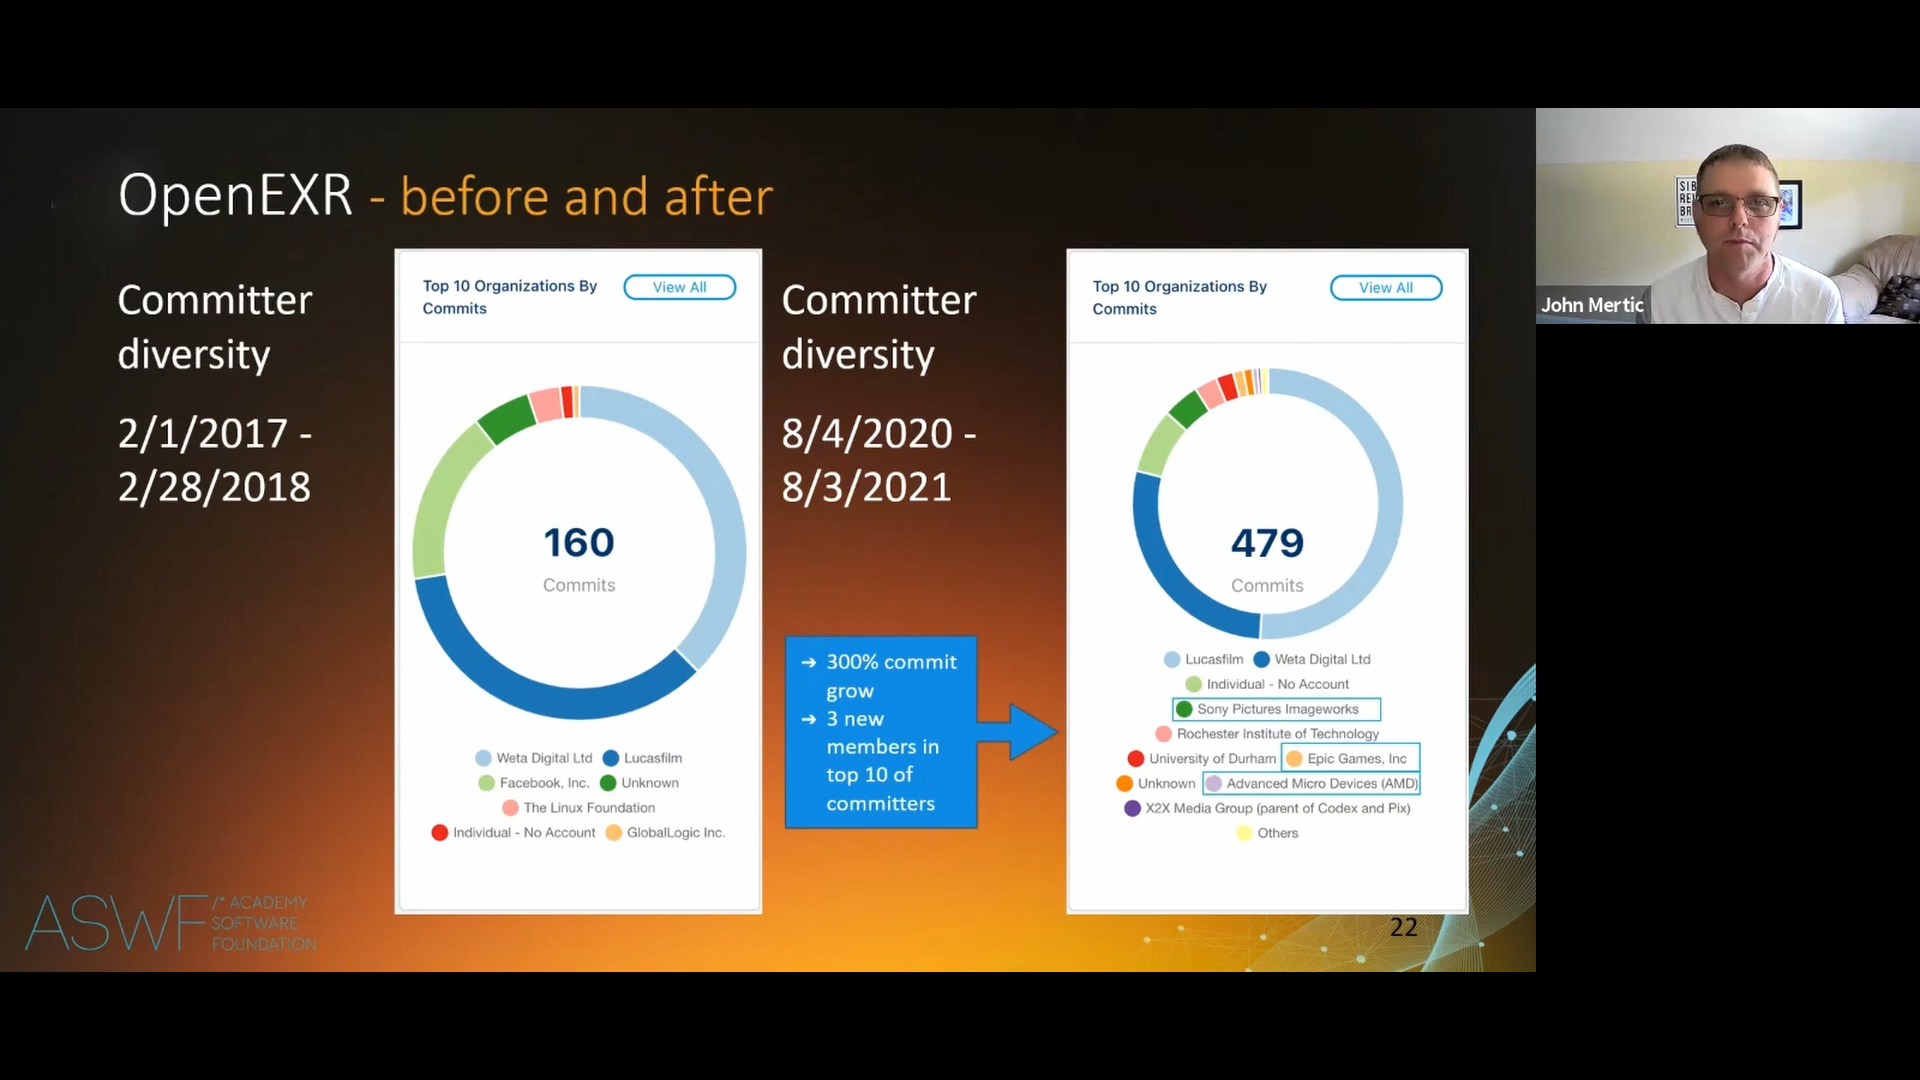 OpenEXR - before and after
Committer
diversity
2/1/2017 -
2/28/2018
Top 10 Organizations By
Commits
View All
160
Commits
Weta Digital Ltd Lucasfilm
Facebook, Inc. Unknown
The Linux Foundation
Individual - No Account GlobalLogic Inc.
Committer
diversity
8/4/2020 -
8/3/2021
➔ 300% commit
grow
➔ 3 new
members in
top 10 of
committers
Top 10 Organizations By
Commits
View All
479
Commits
Lucasfilm Weta Digital Ltd
Individual - No Account
Sony Pictures Imageworks
Rochester Institute of Technology
University of Durham Epic Games, Inc
Unknown Advanced Micro Devices (AMD)
X2X Media Group (parent of Codex and Pix)
Others
ASWF /* ACADEMY
SOFTWARE
FOUNDATION
22
John Mertic